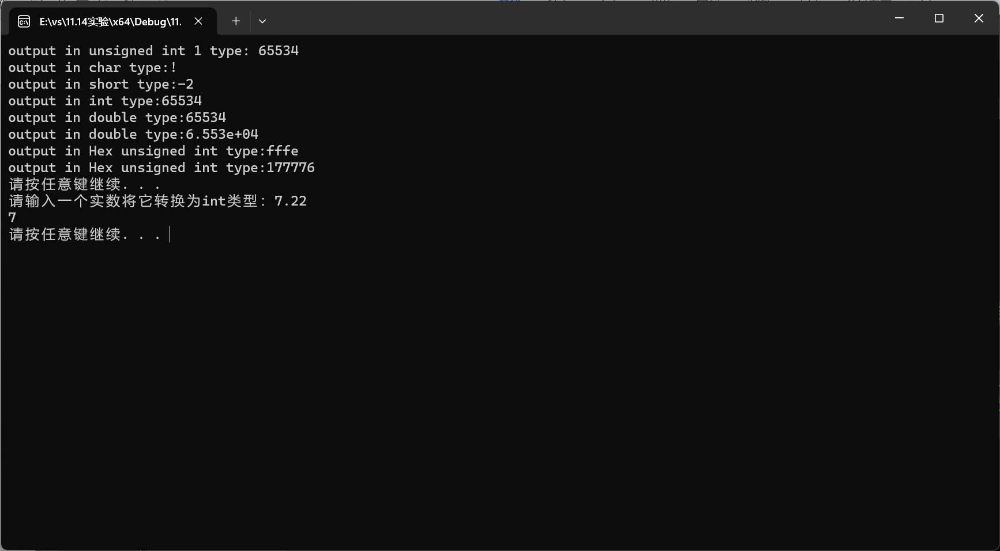 E:\vs\11.14实验\x64\Debug\11.
output in unsigned int 1 type: 65534
output in char type:!
output in short type:-2
output in int type:65534
output in double type:65534
output in double type:6.553e+04
output in Hex unsigned int type:fffe
output in Hex unsigned int type:177776
请按任意键继续. . .
请输入一个实数将它转换为int类型: 7.22
7
请按任意键继续. . .